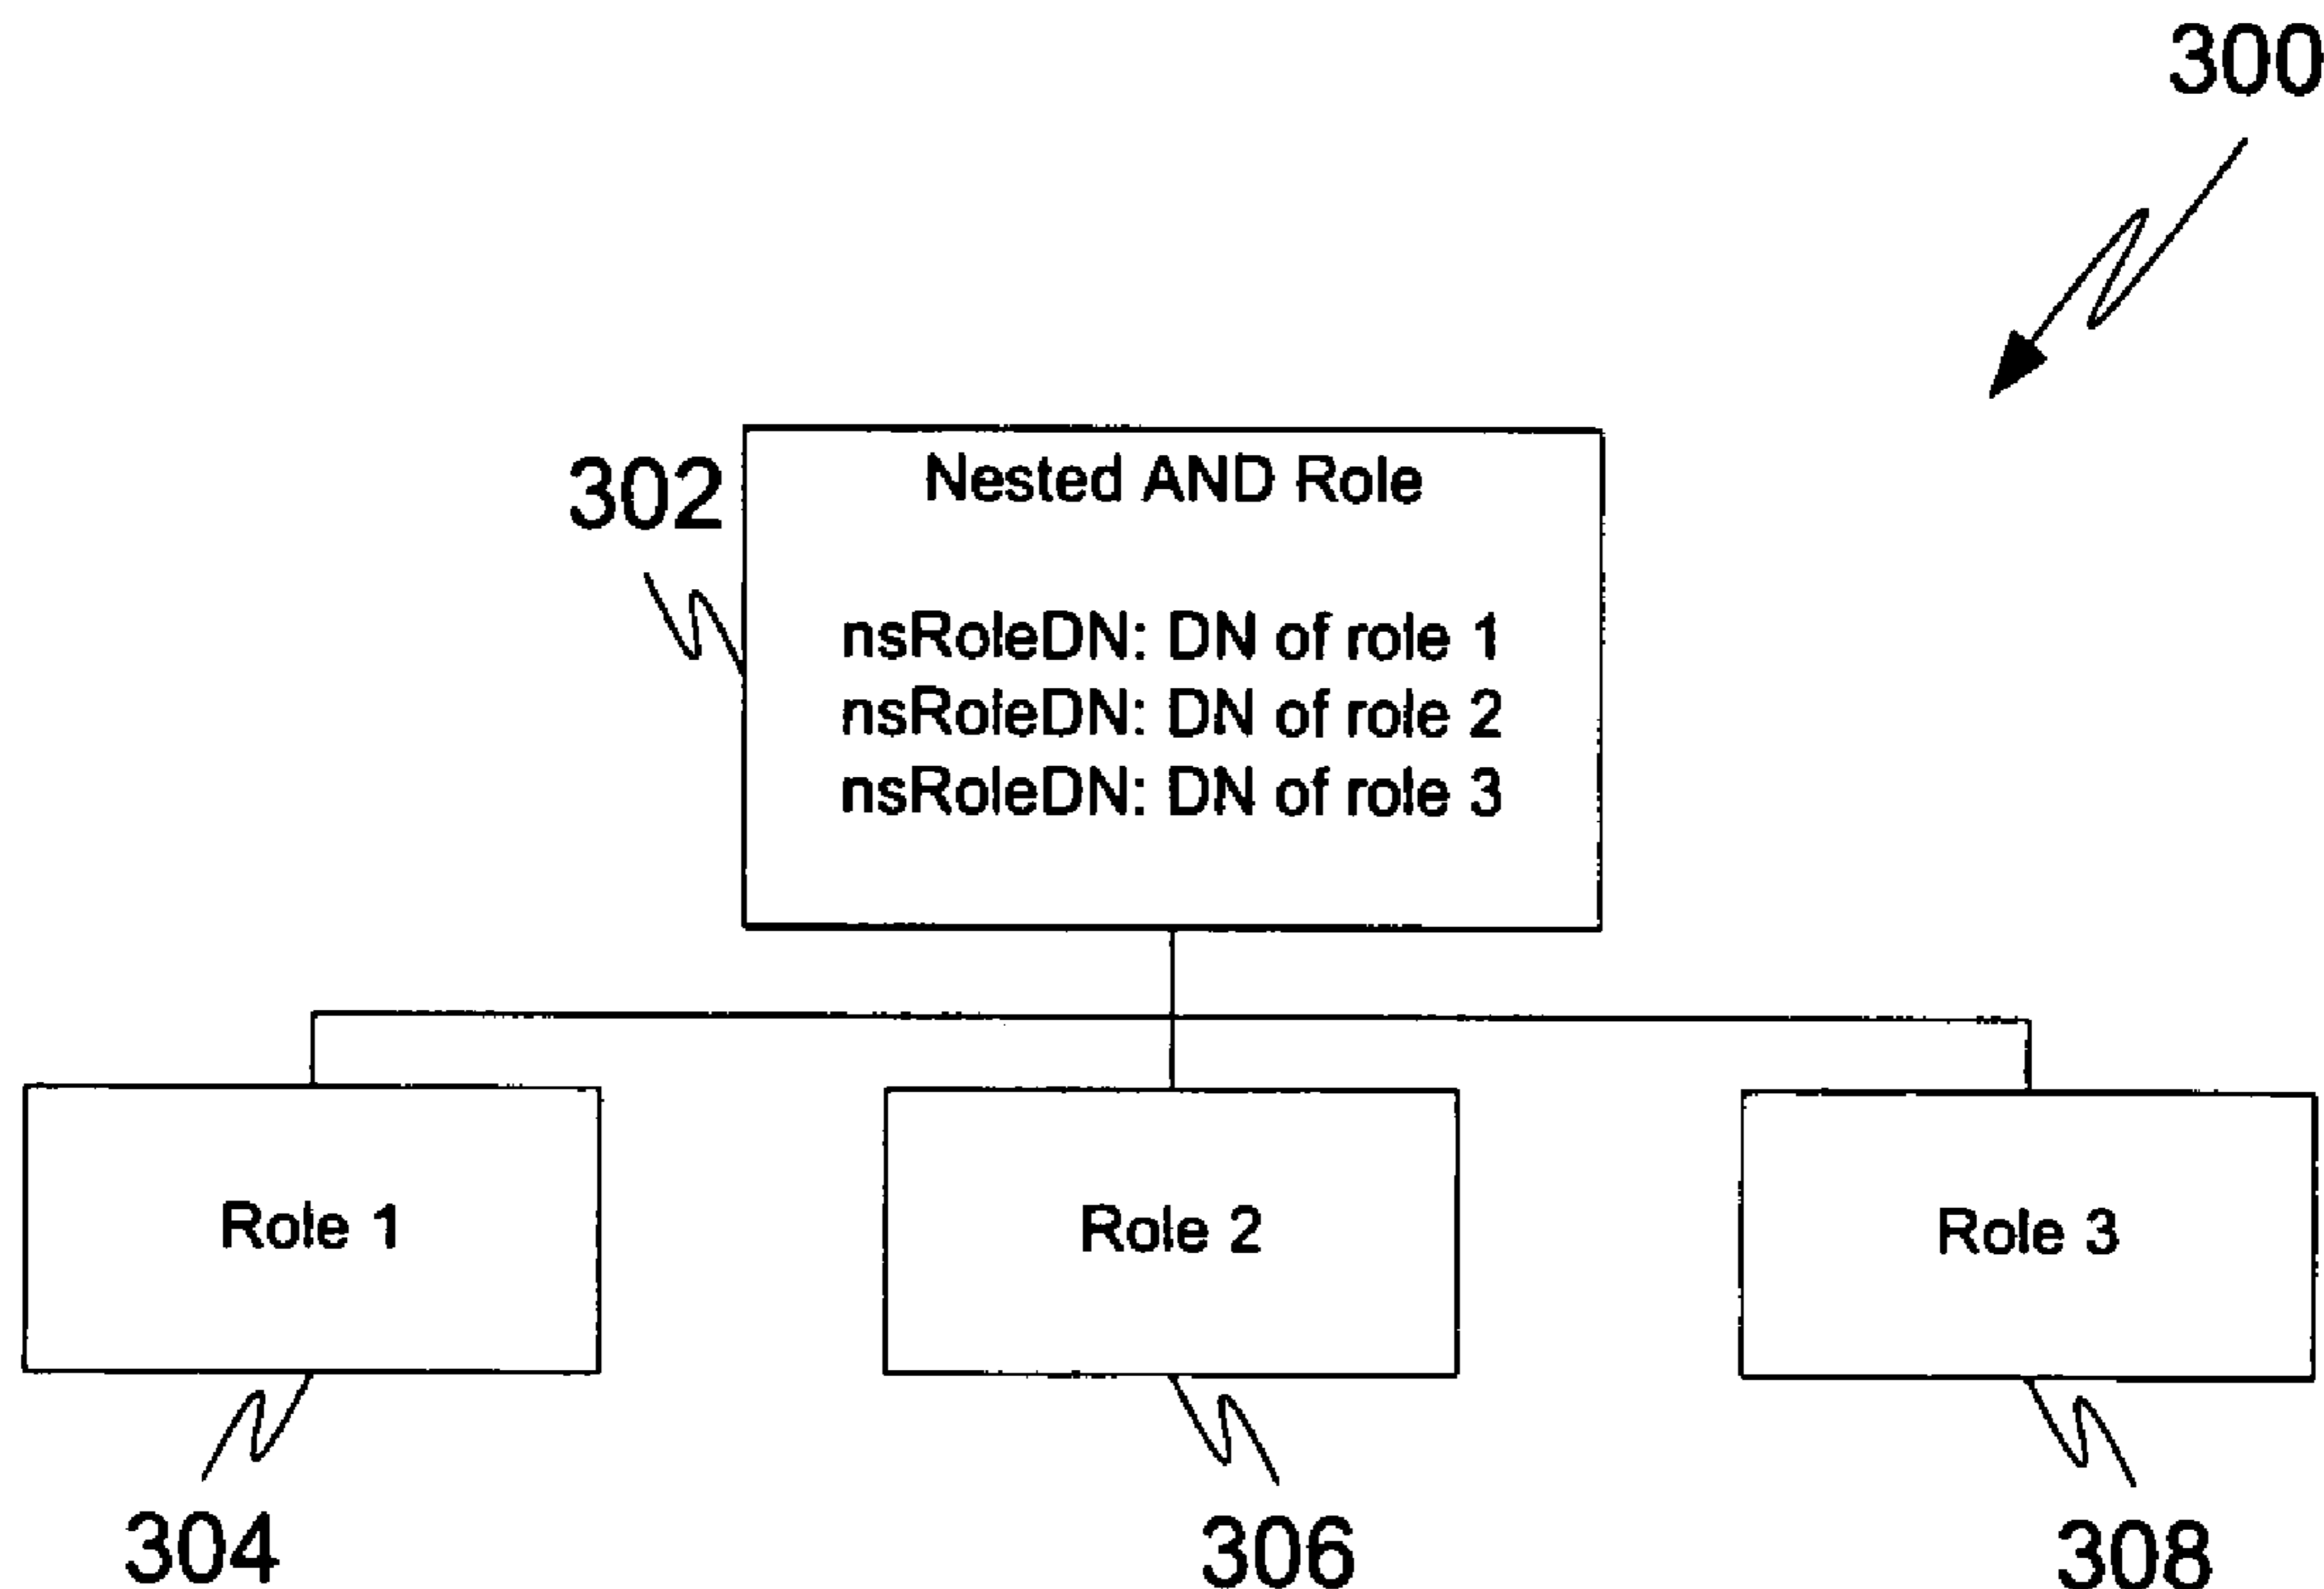 300
302
Nested AND Role
nsRoleDN: DN of role 1
nsRoleDN: DN of role 2
nsRoleDN: DN of role 3
Role 1
Role 2
Role 3
304
306
308